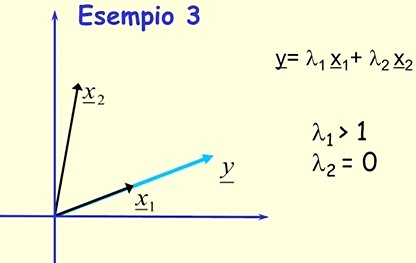 Esempio 3
y= λ1 x1+ λ2 x2
x2
λ1 > 1
λ2 = 0
y
x1